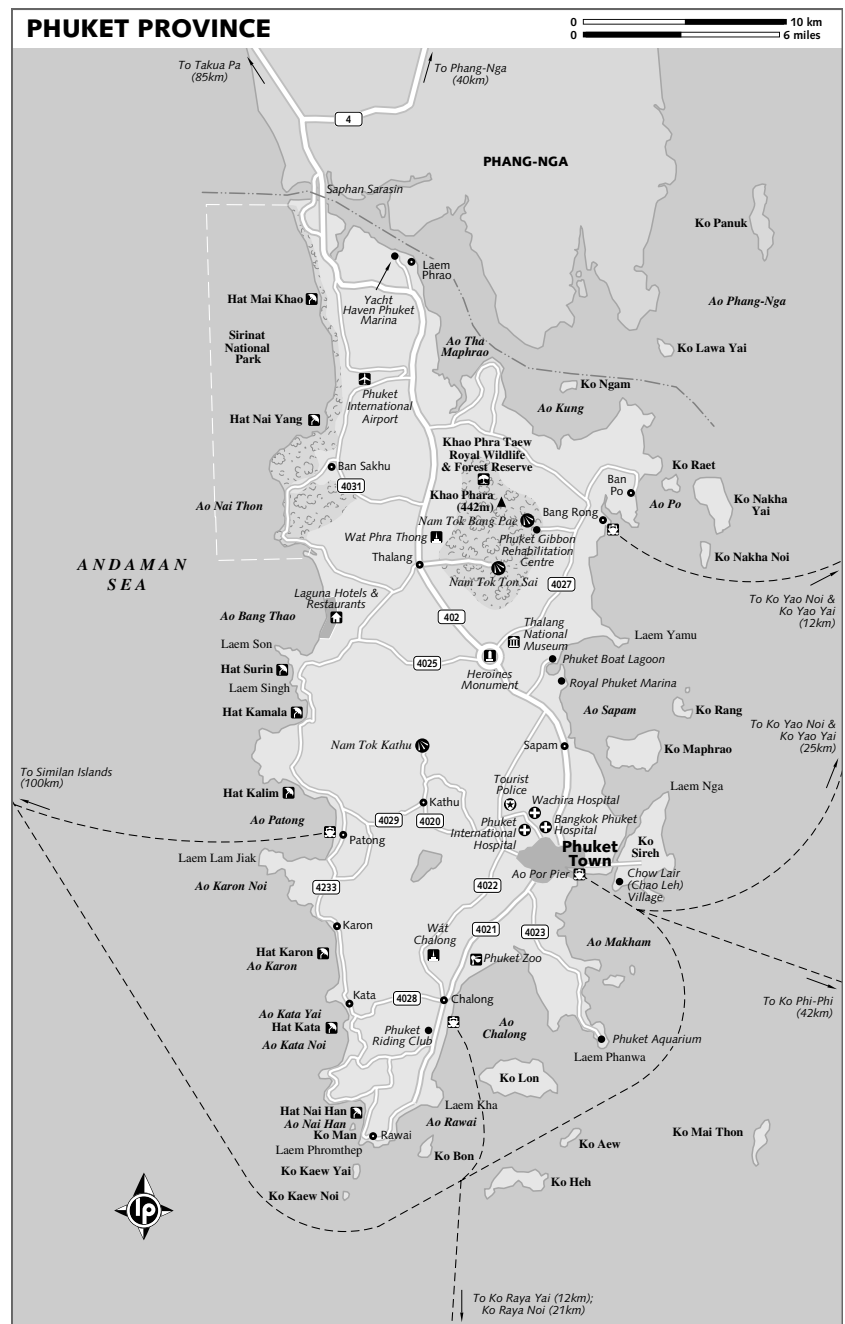 PHUKET PROVINCE
0 10 km
0 6 miles
To Takua Pa
(85km)
To Phang-Nga
(40km)
4
PHANG-NGA
Saphan Sarasin
Ko Panuk
Laem
Phrao
Hat Mai Khao
Yacht
Haven Phuket
Marina
Ao Phang-Nga
Sirinat
National
Park
Ao Tha
Maphrao
Ko Lawa Yai
Phuket
International
Airport
Ko Ngam
Ao Kung
Hat Nai Yang
Khao Phra Taew
Royal Wildlife
& Forest Reserve
Ban Sakhu
Ko Raet
Ban
Po
4031
Khao Phara
(442m)
Ao Po
Ko Nakha
Yai
Ao Nai Thon
Bang Rong
Nam Tok Bang Pae
Wat Phra Thong
Phuket Gibbon
Rehabilitation
Centre
Ko Nakha Noi
ANDAMAN
SEA
Thalang
Nam Tok Ton Sai
4027
Laguna Hotels &
Restaurants
To Ko Yao Noi &
Ko Yao Yai
(12km)
Ao Bang Thao
402
Thalang
National
Museum
Laem Yamu
Laem Son
4025
Phuket Boat Lagoon
Hat Surin
Heroines
Monument
Royal Phuket Marina
Laem Singh
Hat Kamala
Ao Sapam
Ko Rang
To Ko Yao Noi &
Ko Yao Yai
(25km)
Nam Tok Kathu
Sapam
Ko Maphrao
To Similan Islands
(100km)
Laem Nga
Hat Kalim
Tourist
Police
Kathu
Wachira Hospital
Ao Patong
4029
4020
Phuket
International
Hospital
Bangkok Phuket
Hospital
Patong
Phuket
Town
Ko
Sireh
Laem Lam Jiak
Ao Por Pier
Chow Lair
(Chao Leh)
Village
Ao Karon Noi
4233
4022
Karon
Wat
Chalong
4021
4023
Ao Makham
Hat Karon
Ao Karon
Phuket Zoo
Kata
4028
Chalong
To Ko Phi-Phi
(42km)
Ao Kata Yai
Hat Kata
Ao Kata Noi
Phuket
Riding Club
Ao
Chalong
Phuket Aquarium
Laem Phanwa
Ko Lon
Hat Nai Han
Ao Nai Han
Laem Kha
Ao Rawai
Ko Man
Rawai
Ko Aew
Ko Mai Thon
Laem Phromthep
Ko Bon
Ko Kaew Yai
Ko Heh
Ko Kaew Noi
lp
To Ko Raya Yai (12km);
Ko Raya Noi (21km)